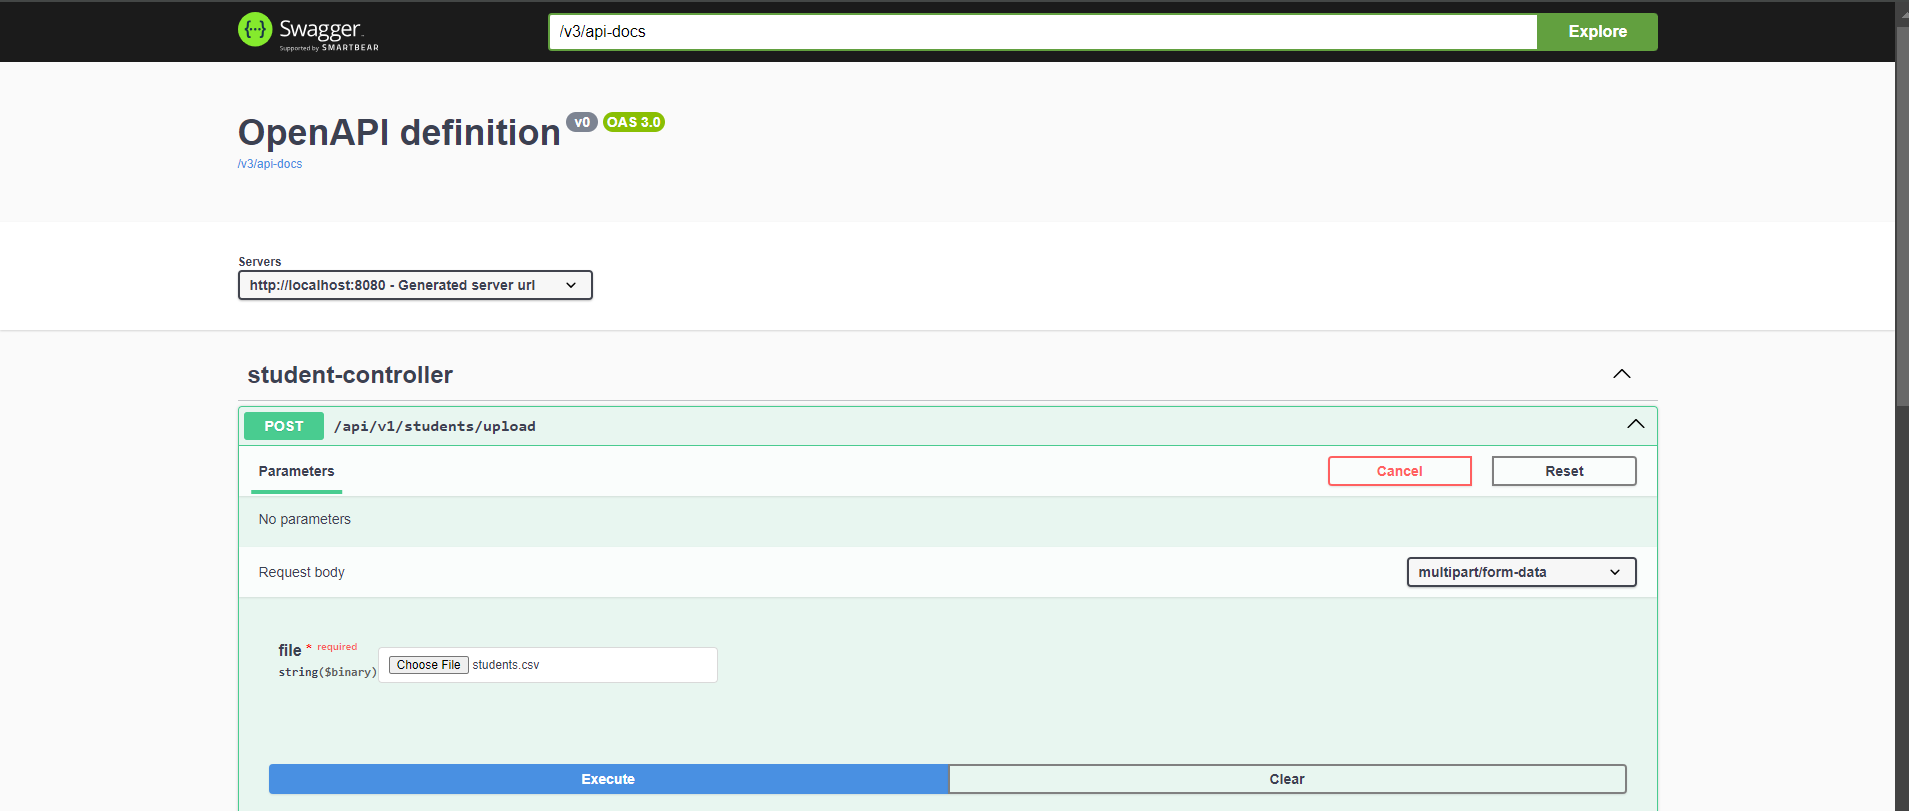 Swagger
Supported by SMARTBEAR
/v3/api-docs
Explore
OpenAPI definition v0 OAS 3.0
/v3/api-docs
Servers
http://localhost:8080 - Generated server url
student-controller
POST /api/v1/students/upload
Parameters
Cancel
Reset
No parameters
Request body
multipart/form-data
file * required
string($binary)
Choose File students.csv
Execute
Clear